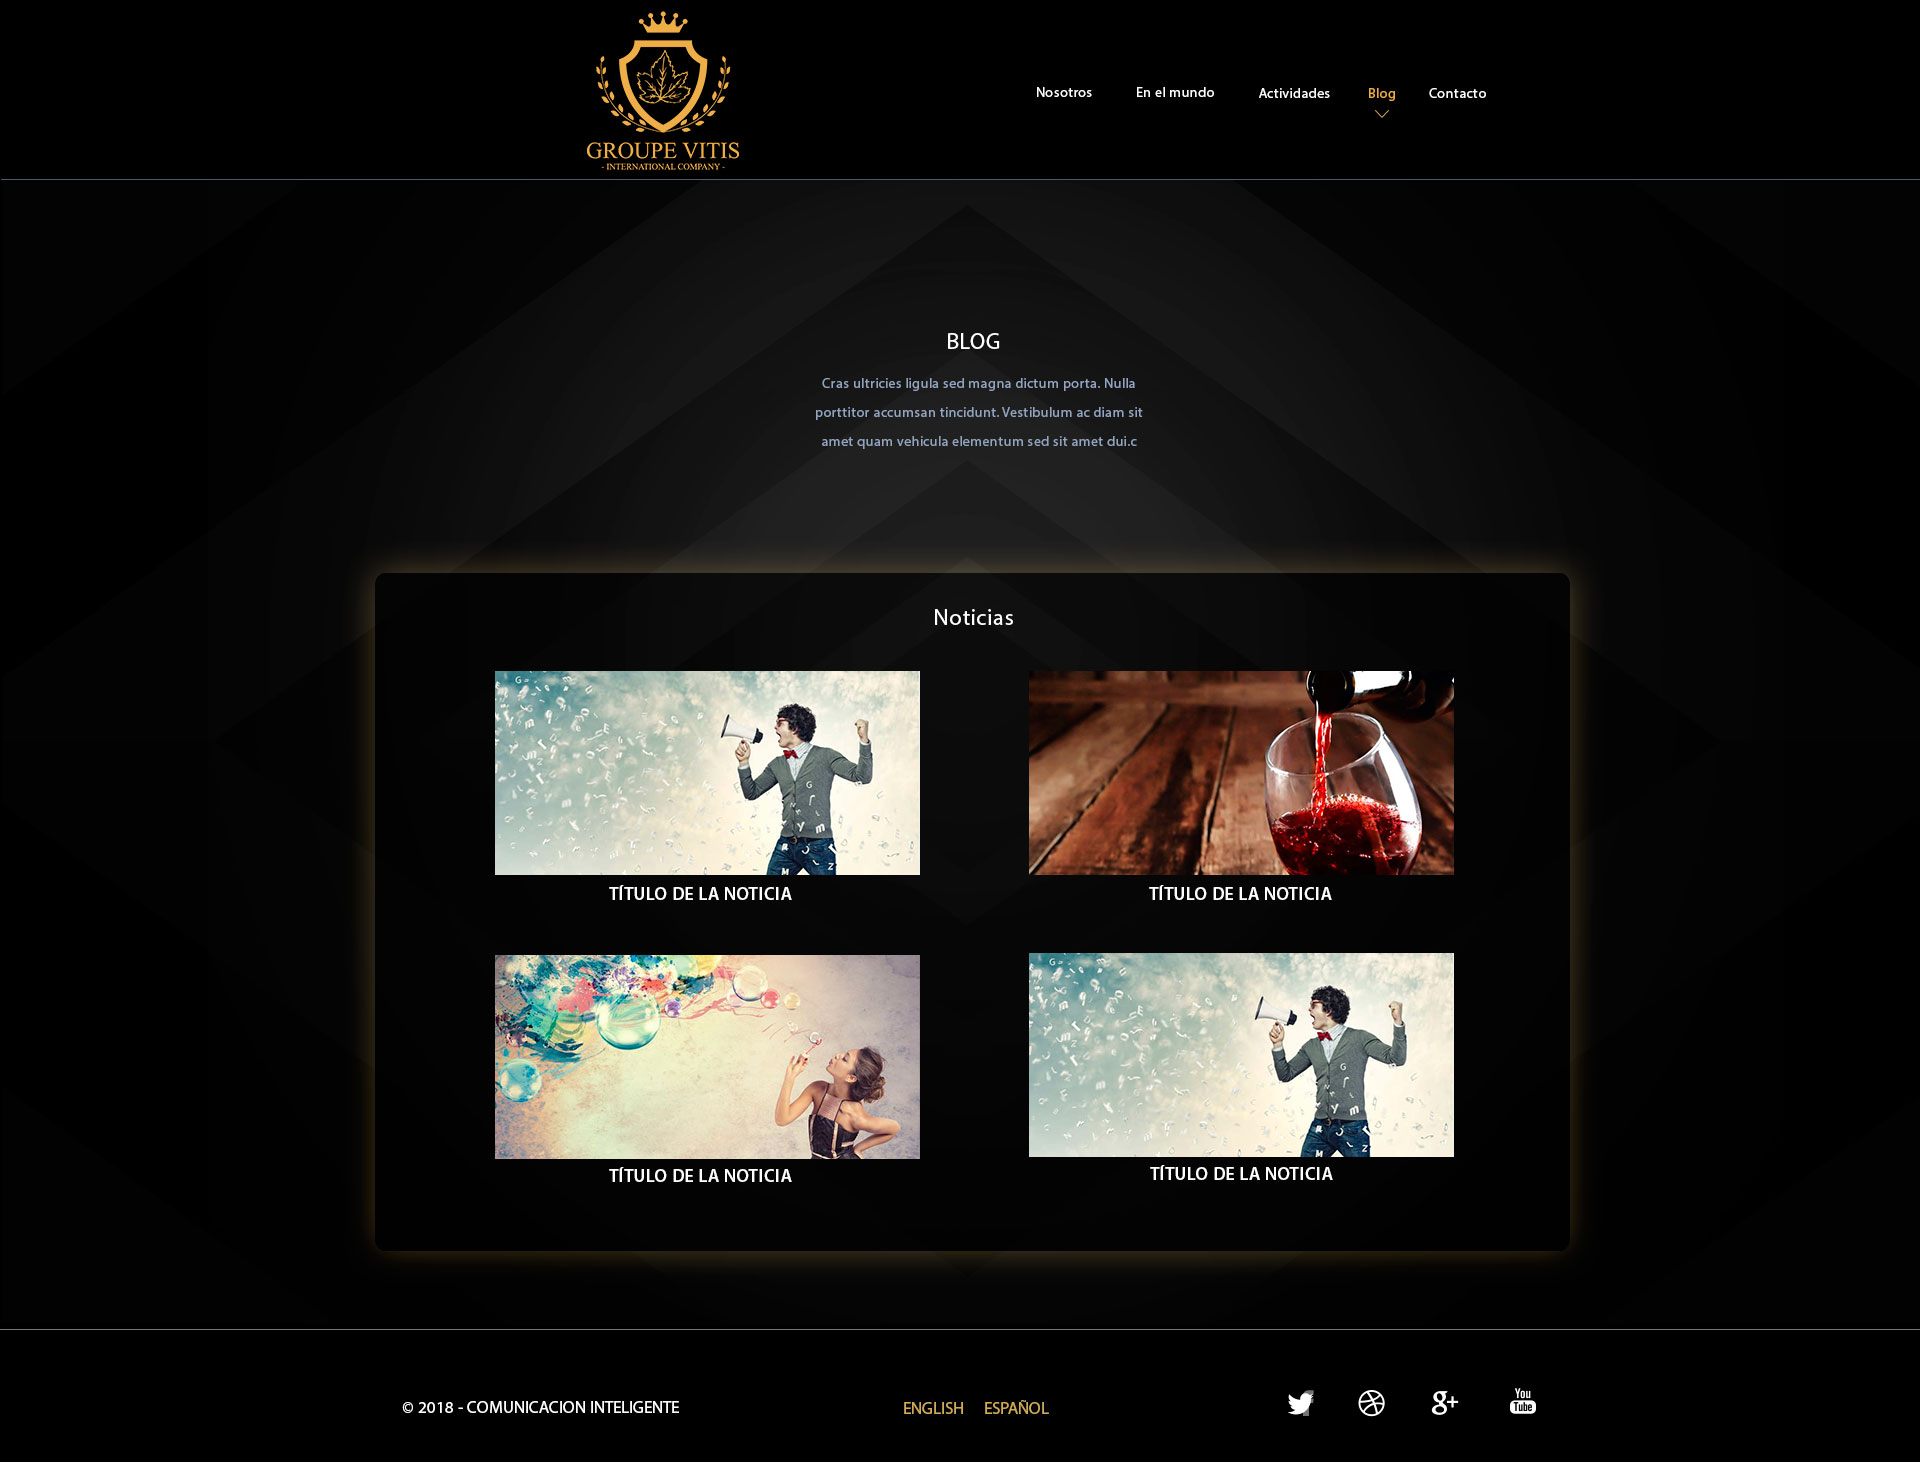 GROUPE VITIS
- INTERNATIONAL COMPANY -
Nosotros
En el mundo
Actividades
Blog
Contacto
BLOG
Cras ultricies ligula sed magna dictum porta. Nulla
porttitor accumsan tincidunt. Vestibulum ac diam sit
amet quam vehicula elementum sed sit amet dui.c
Noticias
TÍTULO DE LA NOTICIA
TÍTULO DE LA NOTICIA
TÍTULO DE LA NOTICIA
TÍTULO DE LA NOTICIA
© 2018 - COMUNICACION INTELIGENTE
ENGLISH
ESPAÑOL
g+
You
Tube